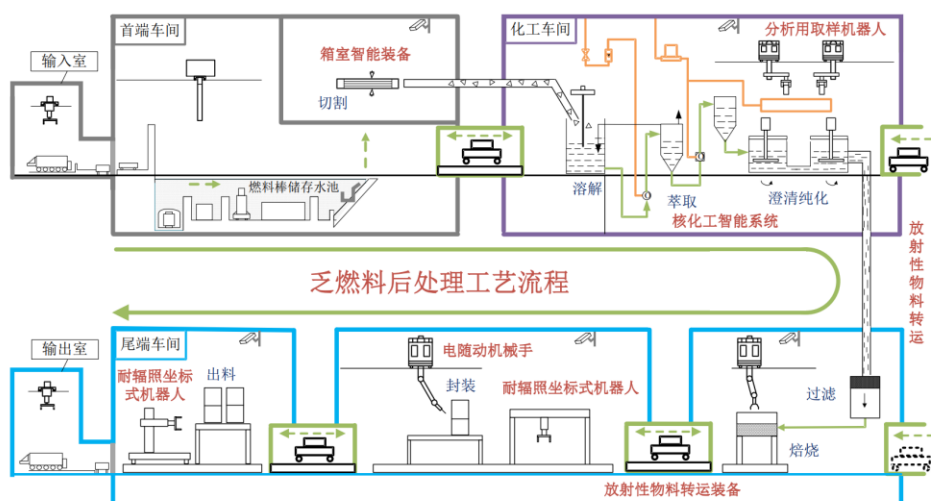 首端车间
输入室
箱室智能装备
切割
燃料棒储存水池
化工车间
分析用取样机器人
溶解
萃取
澄清纯化
核化工智能系统
放射性物料转运
乏燃料后处理工艺流程
输出室
尾端车间
耐辐照坐标
式机器人
出料
电随动机械手
封装
耐辐照坐标式机器人
过滤
焙烧
放射性物料转运装备